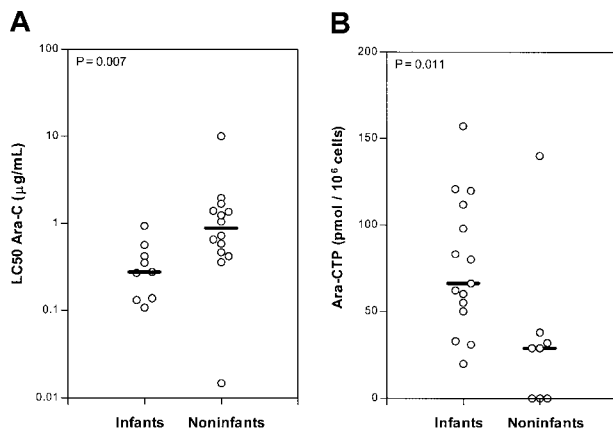 A
P = 0.007
LC50 Ara-C (μg/mL)
100
10
1
0.1
0.01
Infants
Noninfants
B
P = 0.011
Ara-CTP (pmol / 10⁶ cells)
200
150
100
50
0
Infants
Noninfants